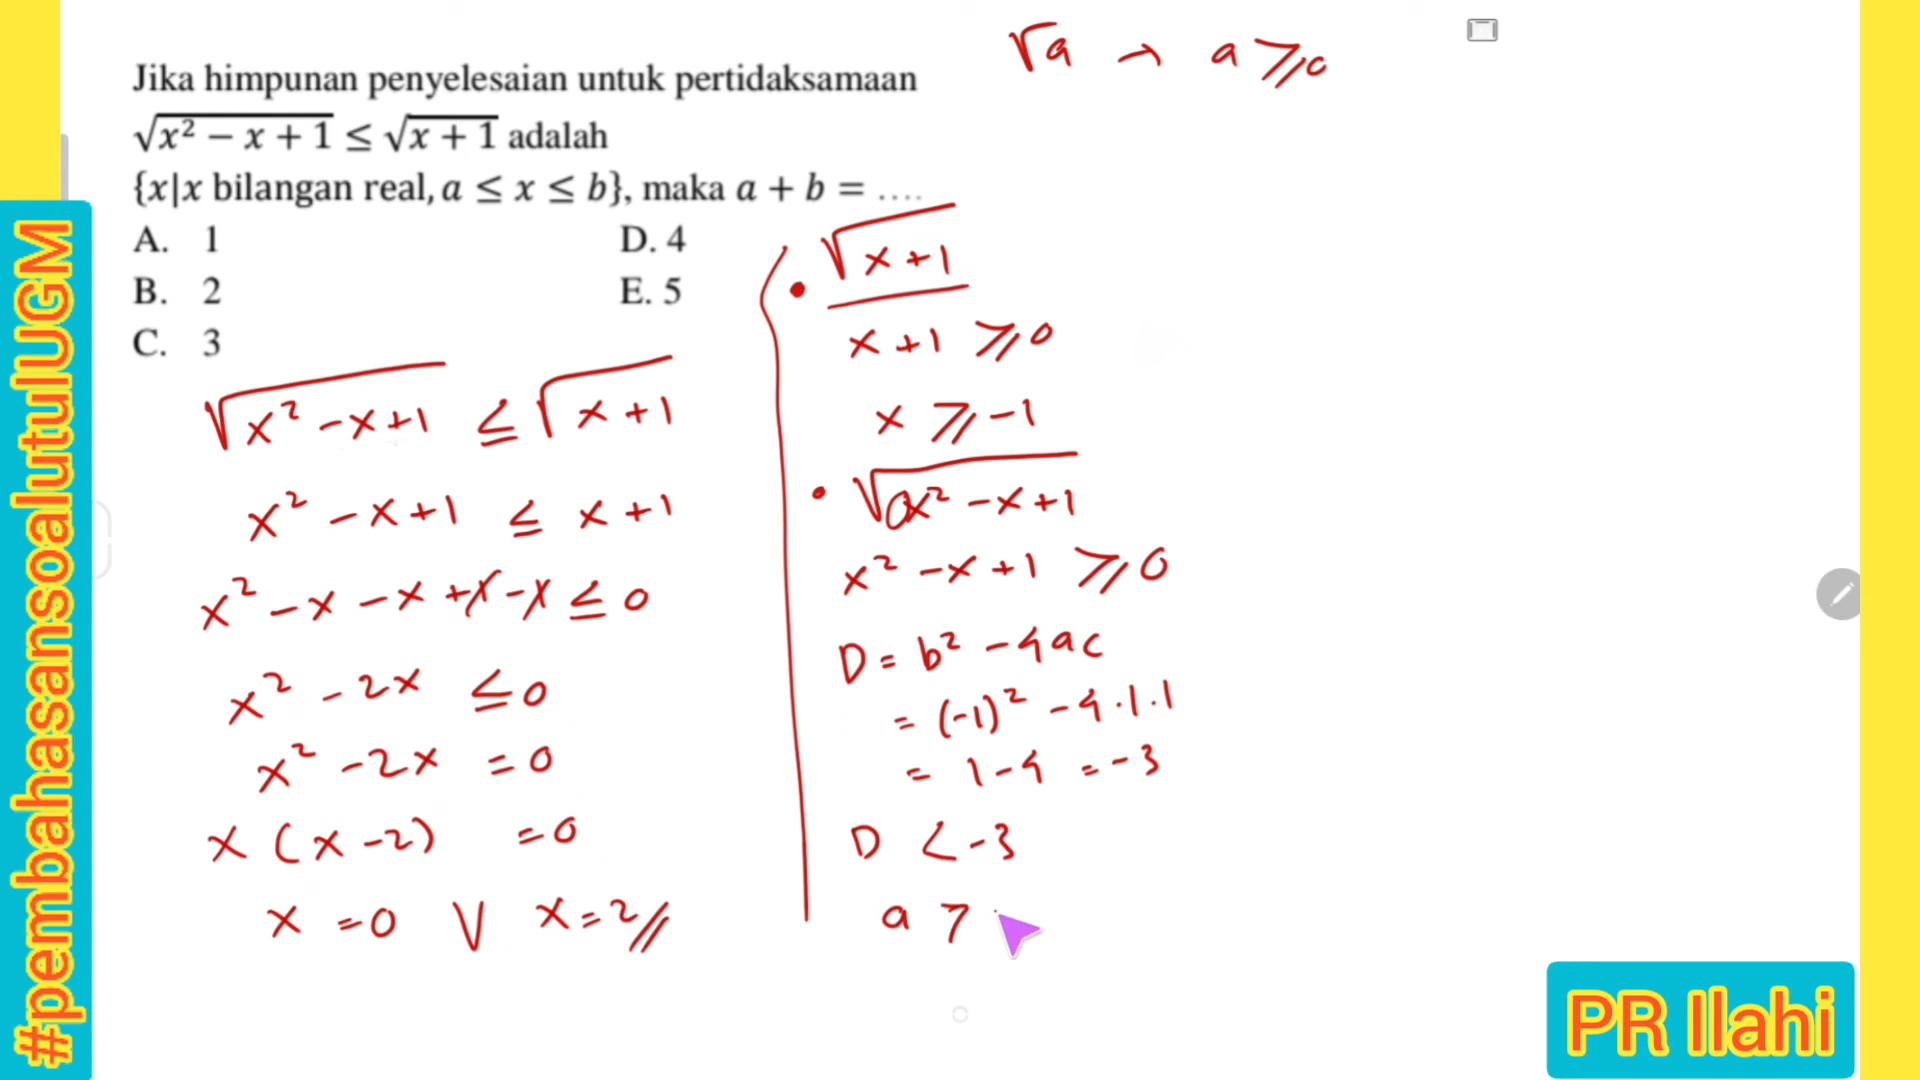 Jika himpunan penyelesaian untuk pertidaksamaan
√(x² − x + 1) ≤ √(x + 1) adalah
{x|x bilangan real, a ≤ x ≤ b}, maka a + b = ….
A. 1
B. 2
C. 3
D. 4
E. 5
√(x² −x+1) ≤ √(x+1)
x² −x+1 ≤ x+1
x² −x −x +1 −1 ≤ 0
x² −2x ≤ 0
x² −2x = 0
x (x−2) = 0
x = 0 V x = 2//
√a → a ≥ 0
• √(x+1)
x+1 ≥ 0
x ≥ −1
• √(x² −x+1)
x² −x+1 ≥ 0
D = b² −4ac
= (−1)² −4·1·1
= 1−4 = −3
D < −3
a >
#pembahasansoalutulUGM
PR Ilahi